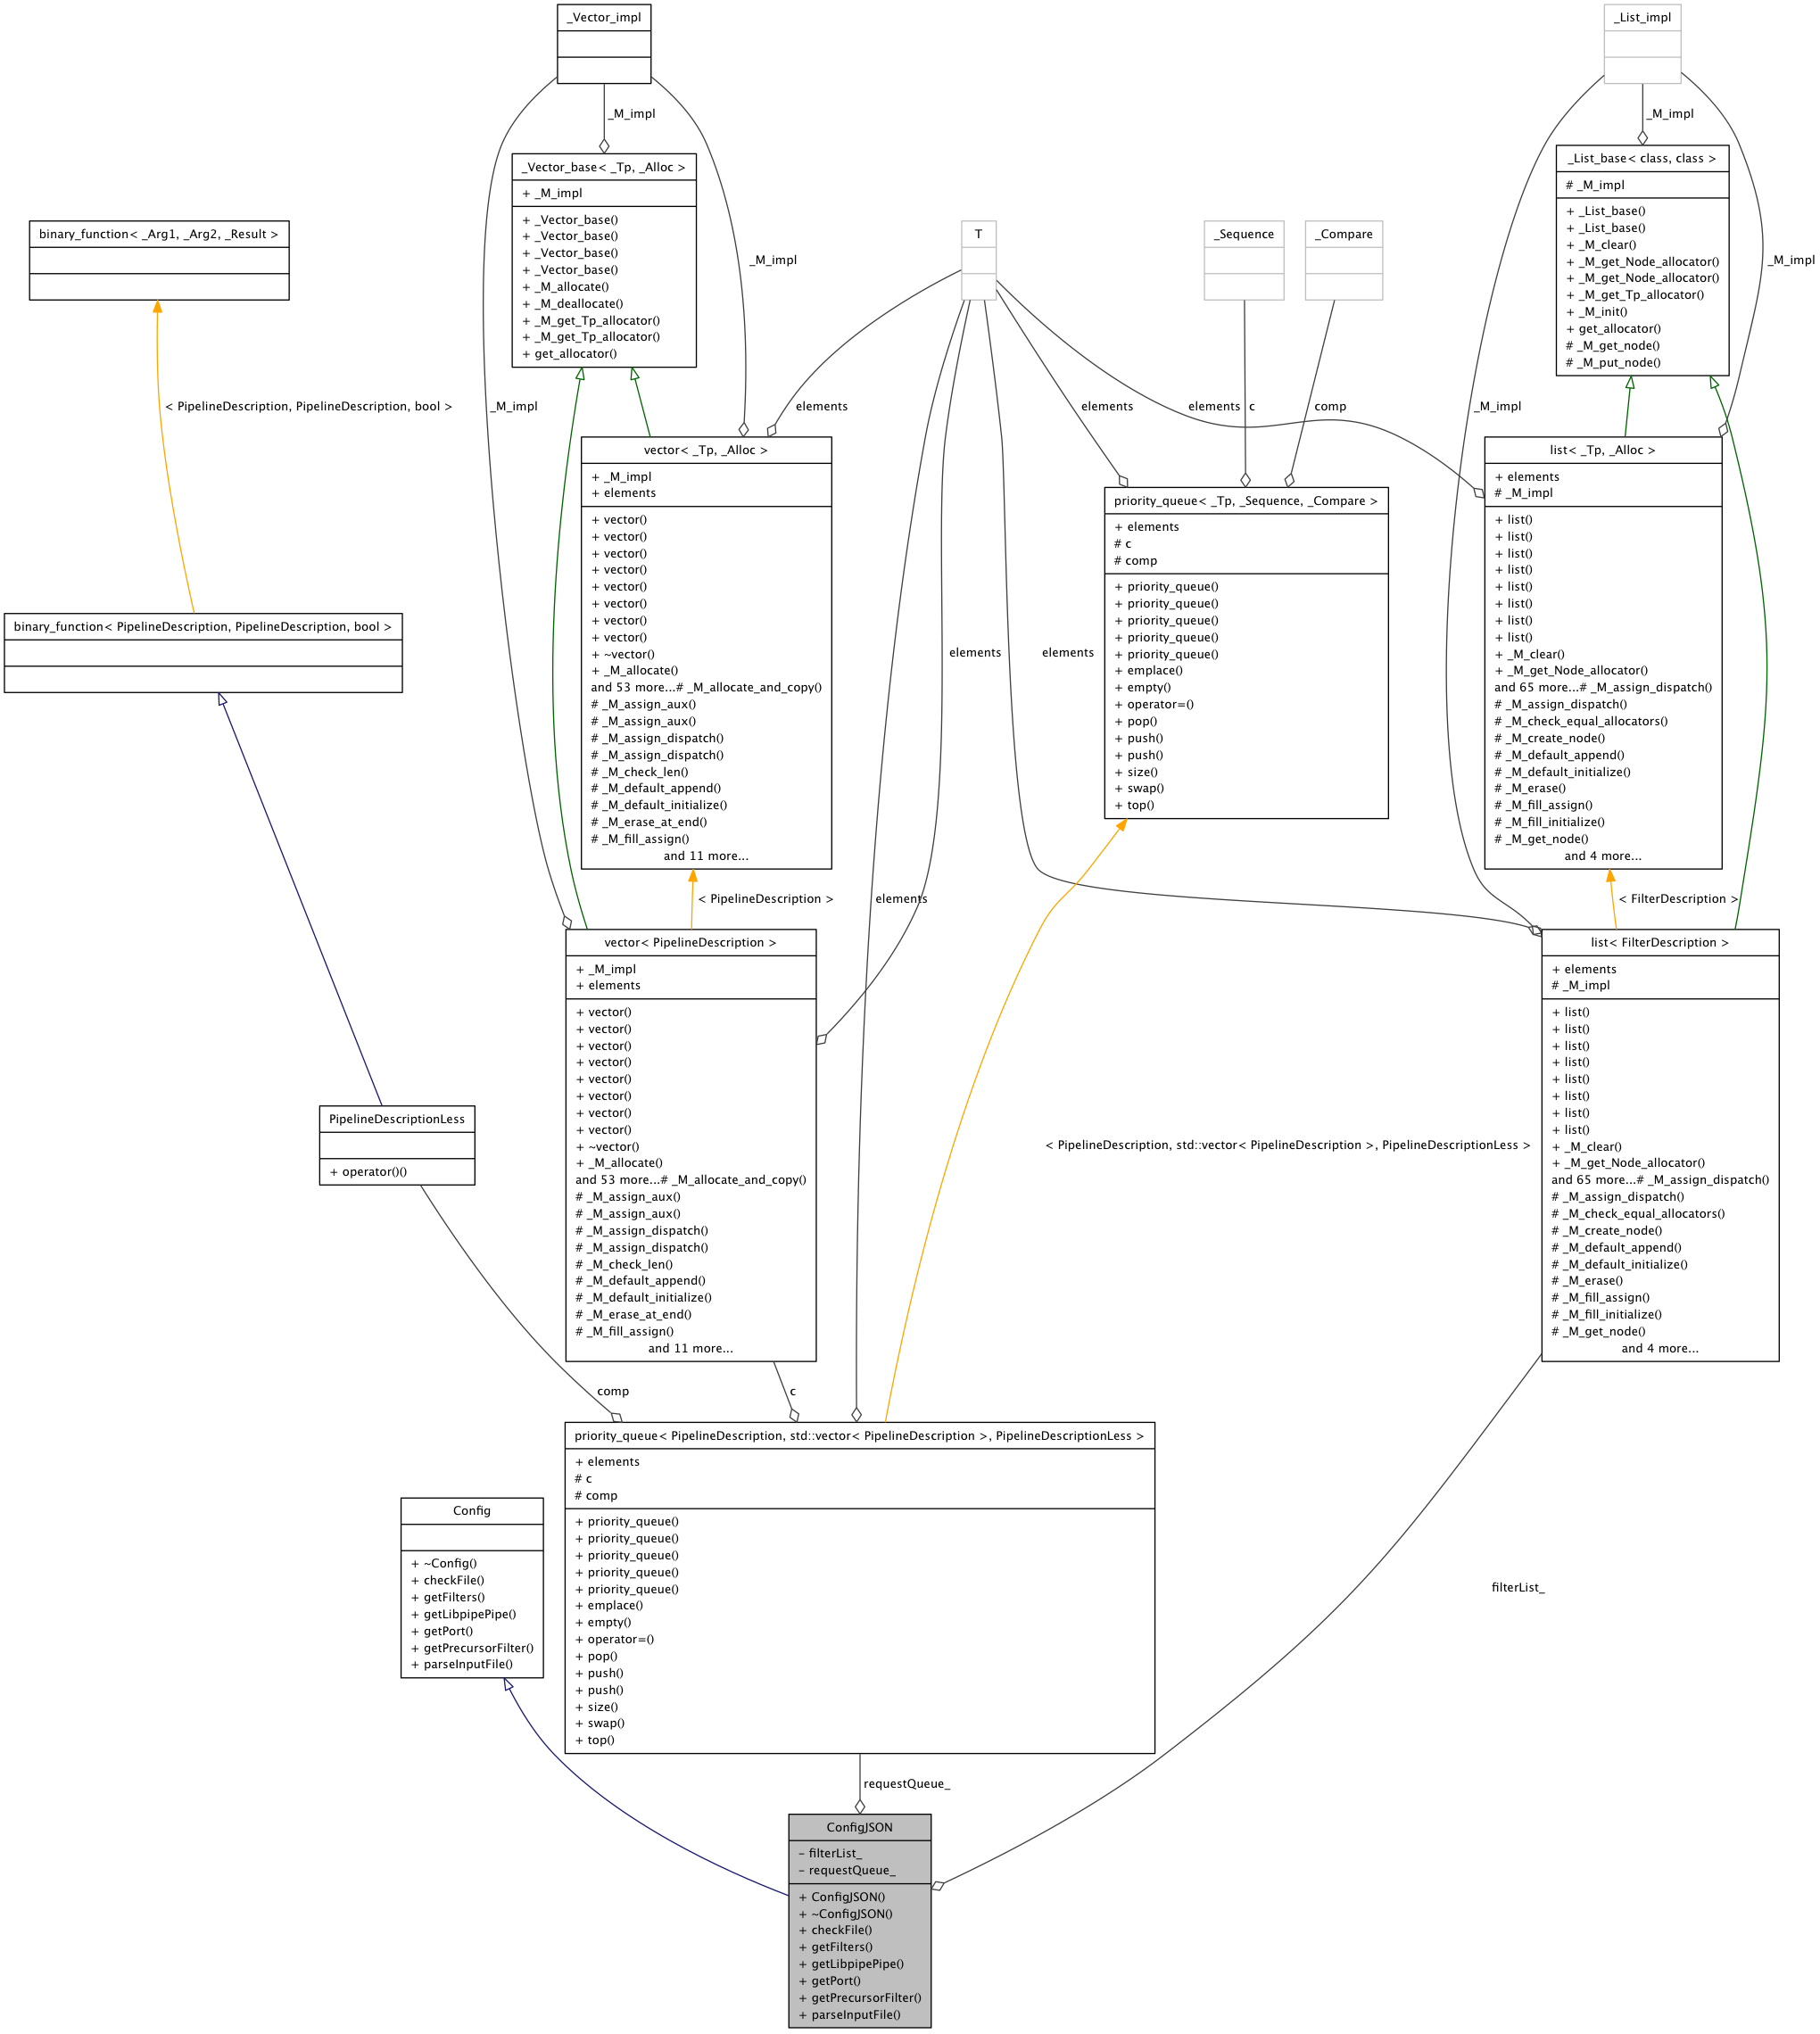 _Vector_impl
_List_impl
_M_impl
_M_impl
_Vector_base< _Tp, _Alloc >
+ _M_impl
+ _Vector_base()
+ _Vector_base()
+ _Vector_base()
+ _Vector_base()
+ _M_allocate()
+ _M_deallocate()
+ _M_get_Tp_allocator()
+ _M_get_Tp_allocator()
+ get_allocator()
_List_base< class, class >
# _M_impl
+ _List_base()
+ _List_base()
+ _M_clear()
+ _M_get_Node_allocator()
+ _M_get_Node_allocator()
+ _M_get_Tp_allocator()
+ _M_init()
+ get_allocator()
# _M_get_node()
# _M_put_node()
binary_function< _Arg1, _Arg2, _Result >
T
_Sequence
_Compare
_M_impl
_M_impl
< PipelineDescription, PipelineDescription, bool >
_M_impl
elements
elements
elements
c
comp
_M_impl
vector< _Tp, _Alloc >
+ _M_impl
+ elements
+ vector()
+ vector()
+ vector()
+ vector()
+ vector()
+ vector()
+ vector()
+ vector()
+ ~vector()
+ _M_allocate()
and 53 more...# _M_allocate_and_copy()
# _M_assign_aux()
# _M_assign_aux()
# _M_assign_dispatch()
# _M_assign_dispatch()
# _M_check_len()
# _M_default_append()
# _M_default_initialize()
# _M_erase_at_end()
# _M_fill_assign()
and 11 more...
priority_queue< _Tp, _Sequence, _Compare >
+ elements
# c
# comp
+ priority_queue()
+ priority_queue()
+ priority_queue()
+ priority_queue()
+ priority_queue()
+ emplace()
+ empty()
+ operator=()
+ pop()
+ push()
+ push()
+ size()
+ swap()
+ top()
list< _Tp, _Alloc >
+ elements
# _M_impl
+ list()
+ list()
+ list()
+ list()
+ list()
+ list()
+ list()
+ list()
+ _M_clear()
+ _M_get_Node_allocator()
and 65 more...# _M_assign_dispatch()
# _M_assign_dispatch()
# _M_check_equal_allocators()
# _M_create_node()
# _M_default_append()
# _M_default_initialize()
# _M_erase()
# _M_fill_assign()
# _M_fill_initialize()
# _M_get_node()
and 4 more...
binary_function< PipelineDescription, PipelineDescription, bool >
elements
elements
< PipelineDescription >
elements
< FilterDescription >
vector< PipelineDescription >
+ _M_impl
+ elements
+ vector()
+ vector()
+ vector()
+ vector()
+ vector()
+ vector()
+ vector()
+ vector()
+ ~vector()
+ _M_allocate()
and 53 more...# _M_allocate_and_copy()
# _M_assign_aux()
# _M_assign_aux()
# _M_assign_dispatch()
# _M_assign_dispatch()
# _M_check_len()
# _M_default_append()
# _M_default_initialize()
# _M_erase_at_end()
# _M_fill_assign()
and 11 more...
list< FilterDescription >
+ elements
# _M_impl
+ list()
+ list()
+ list()
+ list()
+ list()
+ list()
+ list()
+ list()
+ _M_clear()
+ _M_get_Node_allocator()
and 65 more...# _M_assign_dispatch()
# _M_assign_dispatch()
# _M_check_equal_allocators()
# _M_create_node()
# _M_default_append()
# _M_default_initialize()
# _M_erase()
# _M_fill_assign()
# _M_fill_initialize()
# _M_get_node()
and 4 more...
PipelineDescriptionLess
+ operator()()
< PipelineDescription, std::vector< PipelineDescription >, PipelineDescriptionLess >
comp
c
priority_queue< PipelineDescription, std::vector< PipelineDescription >, PipelineDescriptionLess >
+ elements
# c
# comp
+ priority_queue()
+ priority_queue()
+ priority_queue()
+ priority_queue()
+ priority_queue()
+ emplace()
+ empty()
+ operator=()
+ pop()
+ push()
+ push()
+ size()
+ swap()
+ top()
Config
+ ~Config()
+ checkFile()
+ getFilters()
+ getLibpipePipe()
+ getPort()
+ getPrecursorFilter()
+ parseInputFile()
filterList_
requestQueue_
ConfigJSON
– filterList_
– requestQueue_
+ ConfigJSON()
+ ~ConfigJSON()
+ checkFile()
+ getFilters()
+ getLibpipePipe()
+ getPort()
+ getPrecursorFilter()
+ parseInputFile()